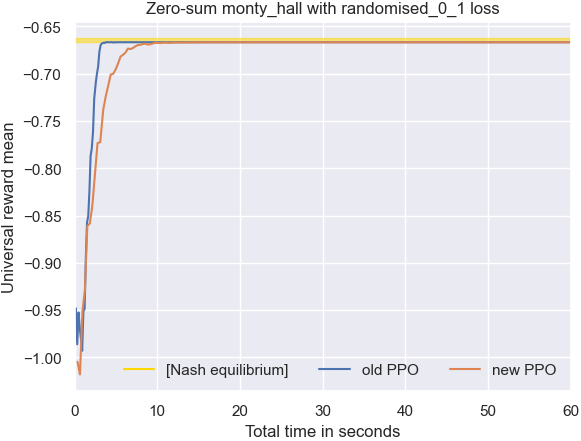 Zero-sum monty_hall with randomised_0_1 loss
Universal reward mean
−0.65
−0.70
−0.75
−0.80
−0.85
−0.90
−0.95
−1.00
[Nash equilibrium]
old PPO
new PPO
0
10
20
30
40
50
60
Total time in seconds